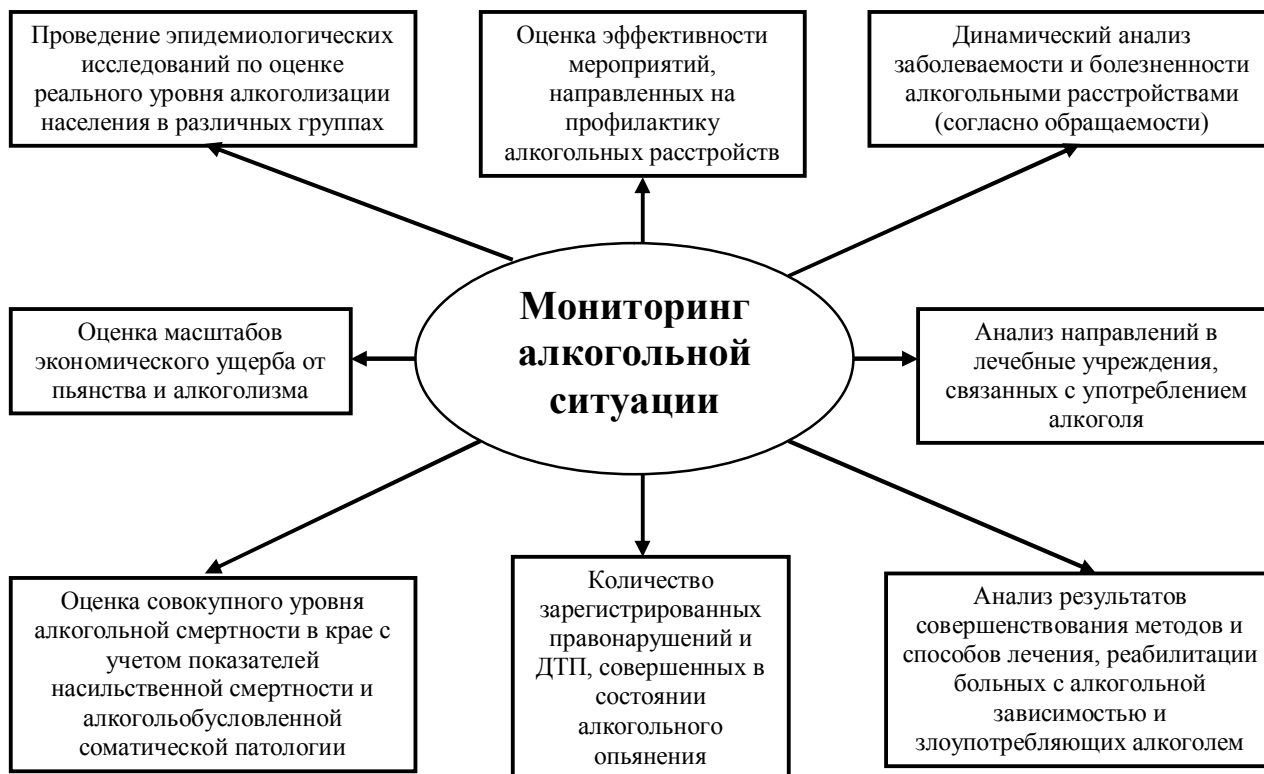 Проведение эпидемиологических
исследований по оценке
реального уровня алкоголизации
населения в различных группах
Оценка эффективности
мероприятий,
направленных на
профилактику
алкогольных расстройств
Динамический анализ
заболеваемости и болезненности
алкогольными расстройствами
(согласно обращаемости)
Оценка масштабов
экономического ущерба от
пьянства и алкоголизма
Мониторинг
алкогольной
ситуации
Анализ направлений в
лечебные учреждения,
связанных с употреблением
алкоголя
Оценка совокупного уровня
алкогольной смертности в крае с
учетом показателей
насильственной смертности и
алкогольобусловленной
соматической патологии
Количество
зарегистрированных
правонарушений и
ДТП, совершенных в
состоянии
алкогольного
опьянения
Анализ результатов
совершенствования методов и
способов лечения, реабилитации
больных с алкогольной
зависимостью и
злоупотребляющих алкоголем